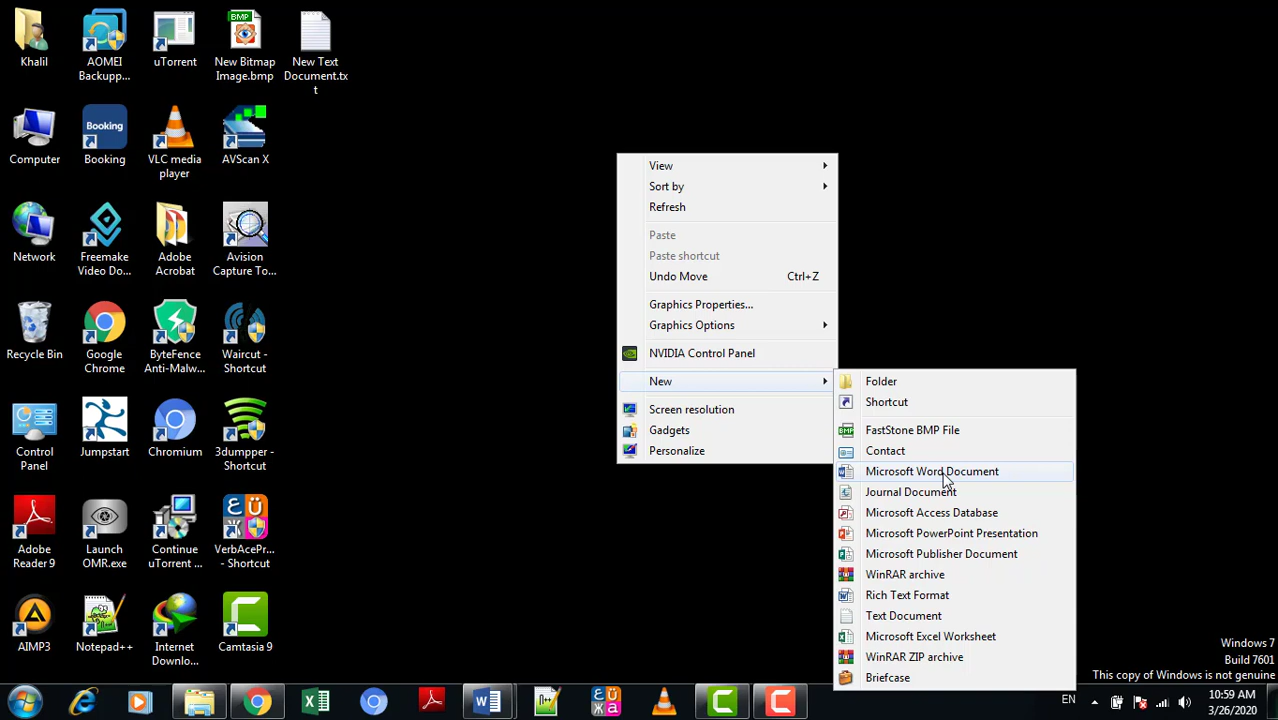 Khalil
AOMEI
Backupp...
uTorrent
BMP
New Bitmap
Image.bmp
New Text
Document.tx
t
Computer
Booking
Booking
VLC media
player
AVScan X
Network
Freemake
Video Do...
Adobe
Acrobat
Avision
Capture To...
Recycle Bin
Google
Chrome
ByteFence
Anti-Malw...
Waircut -
Shortcut
Control
Panel
Jumpstart
Chromium
3dumpper -
Shortcut
Adobe
Reader 9
Launch
OMR.exe
Continue
uTorrent ...
VerbAcePr...
- Shortcut
AIMP3
Notepad++
Internet
Downlo...
Camtasia 9
View
Sort by
Refresh
Paste
Paste shortcut
Undo Move Ctrl+Z
Graphics Properties...
Graphics Options
NVIDIA Control Panel
New
Screen resolution
Gadgets
Personalize
Folder
Shortcut
BMP FastStone BMP File
Contact
Microsoft Word Document
Journal Document
Microsoft Access Database
Microsoft PowerPoint Presentation
Microsoft Publisher Document
WinRAR archive
Rich Text Format
Text Document
Microsoft Excel Worksheet
WinRAR ZIP archive
Briefcase
Windows 7
Build 7601
This copy of Windows is not genuine
EN
10:59 AM
3/26/2020